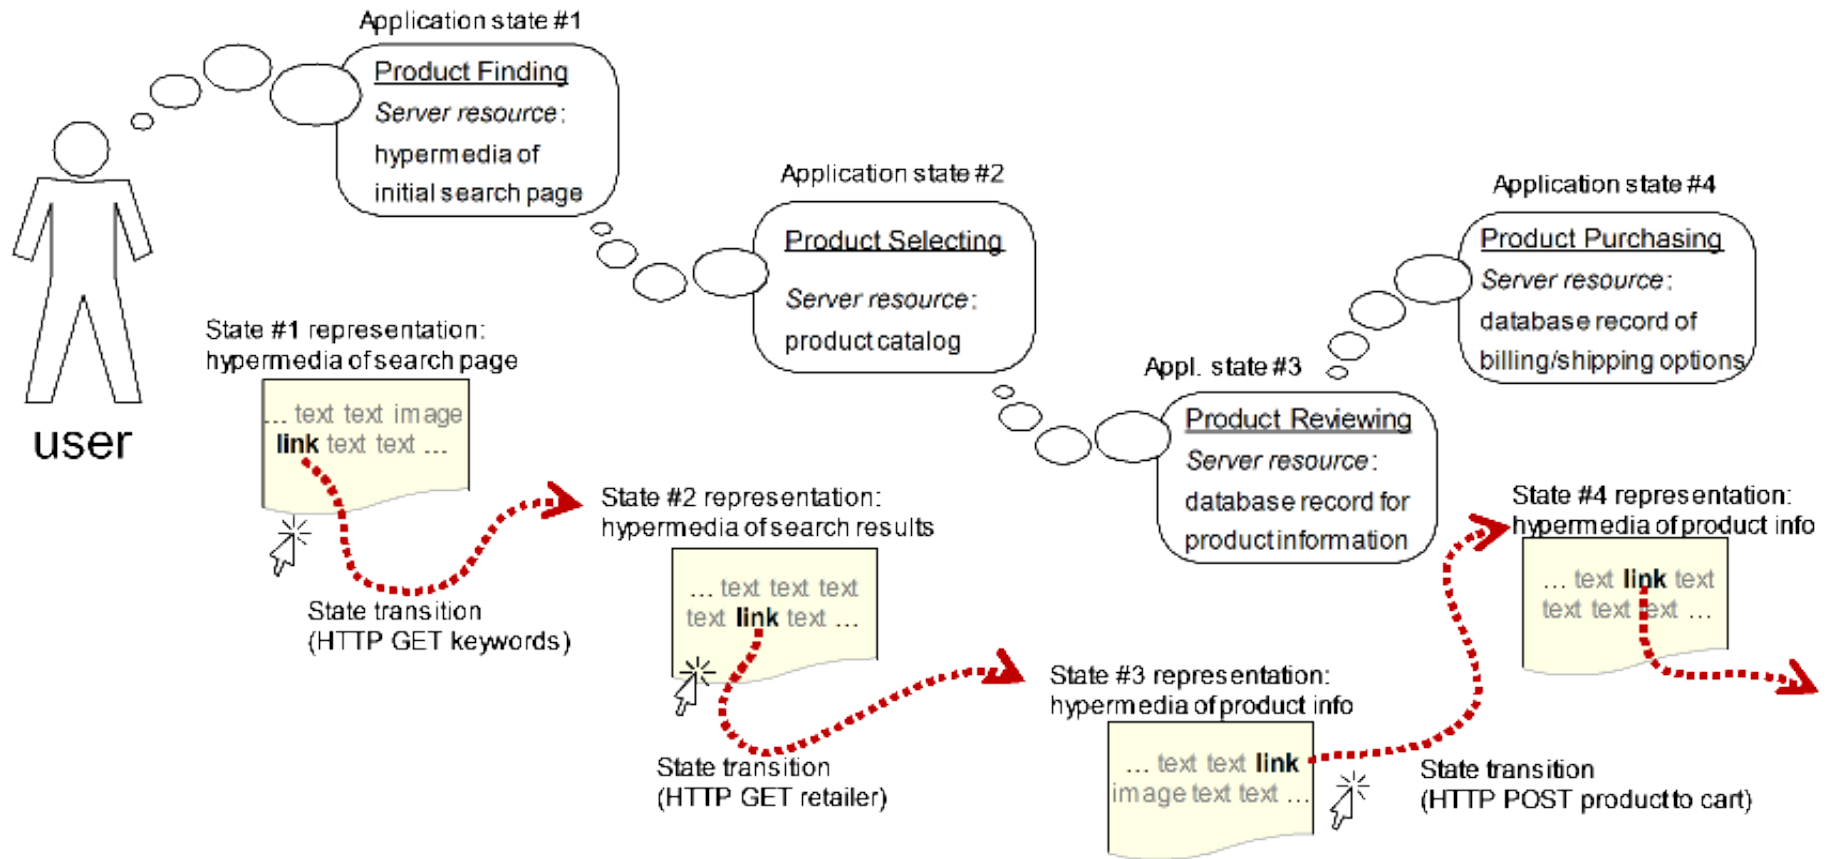 Application state #1
Product Finding
Server resource:
hypermedia of
initial search page
Application state #2
Product Selecting
Server resource:
product catalog
Appl. state #3
Product Reviewing
Server resource:
database record for
product information
Application state #4
Product Purchasing
Server resource:
database record of
billing/shipping options
user
State #1 representation:
hypermedia of search page
... text text image
link text text ...
State transition
(HTTP GET keywords)
State #2 representation:
hypermedia of search results
... text text text
text link text ...
State transition
(HTTP GET retailer)
State #3 representation:
hypermedia of product info
... text text link
image text text ...
State transition
(HTTP POST product to cart)
State #4 representation:
hypermedia of product info
... text link text
text text text ...